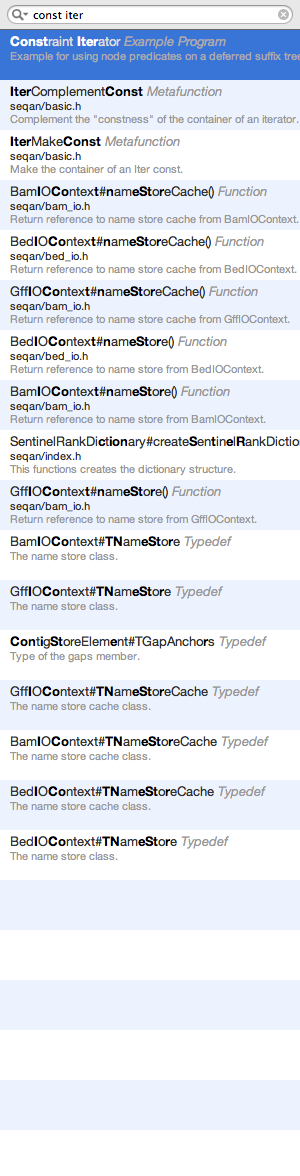 const iter
Constraint Iterator Example Program
Example for using node predicates on a deferred suffix tree
IterComplementConst Metafunction
seqan/basic.h
Complement the "constness" of the container of an iterator.
IterMakeConst Metafunction
seqan/basic.h
Make the container of an Iter const.
BamIOContext#nameStoreCache() Function
seqan/bam_io.h
Return reference to name store cache from BamIOContext.
BedIOContext#nameStoreCache() Function
seqan/bed_io.h
Return reference to name store cache from BedIOContext.
GffIOContext#nameStoreCache() Function
seqan/bam_io.h
Return reference to name store cache from GffIOContext.
BedIOContext#nameStore() Function
seqan/bed_io.h
Return reference to name store from BedIOContext.
BamIOContext#nameStore() Function
seqan/bam_io.h
Return reference to name store from BamIOContext.
SentinelRankDictionary#createSentinelRankDictio
seqan/index.h
This functions creates the dictionary structure.
GffIOContext#nameStore() Function
seqan/bam_io.h
Return reference to name store from GffIOContext.
BamIOContext#TNameStore Typedef
The name store class.
GffIOContext#TNameStore Typedef
The name store class.
ContigStoreElement#TGapAnchors Typedef
Type of the gaps member.
GffIOContext#TNameStoreCache Typedef
The name store cache class.
BamIOContext#TNameStoreCache Typedef
The name store cache class.
BedIOContext#TNameStoreCache Typedef
The name store cache class.
BedIOContext#TNameStore Typedef
The name store class.